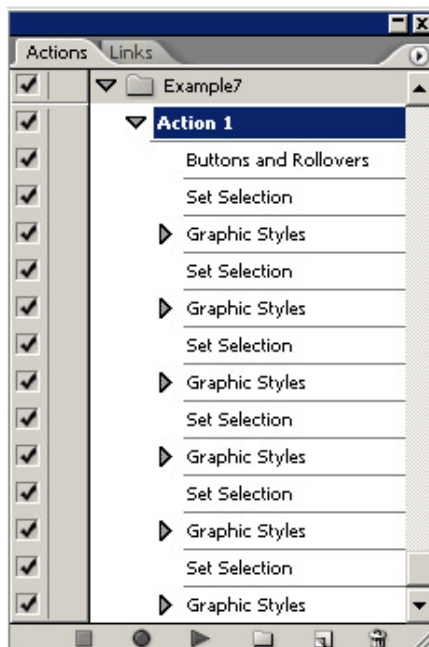 Actions Links
Example7
Action 1
Buttons and Rollovers
Set Selection
Graphic Styles
Set Selection
Graphic Styles
Set Selection
Graphic Styles
Set Selection
Graphic Styles
Set Selection
Graphic Styles
Set Selection
Graphic Styles